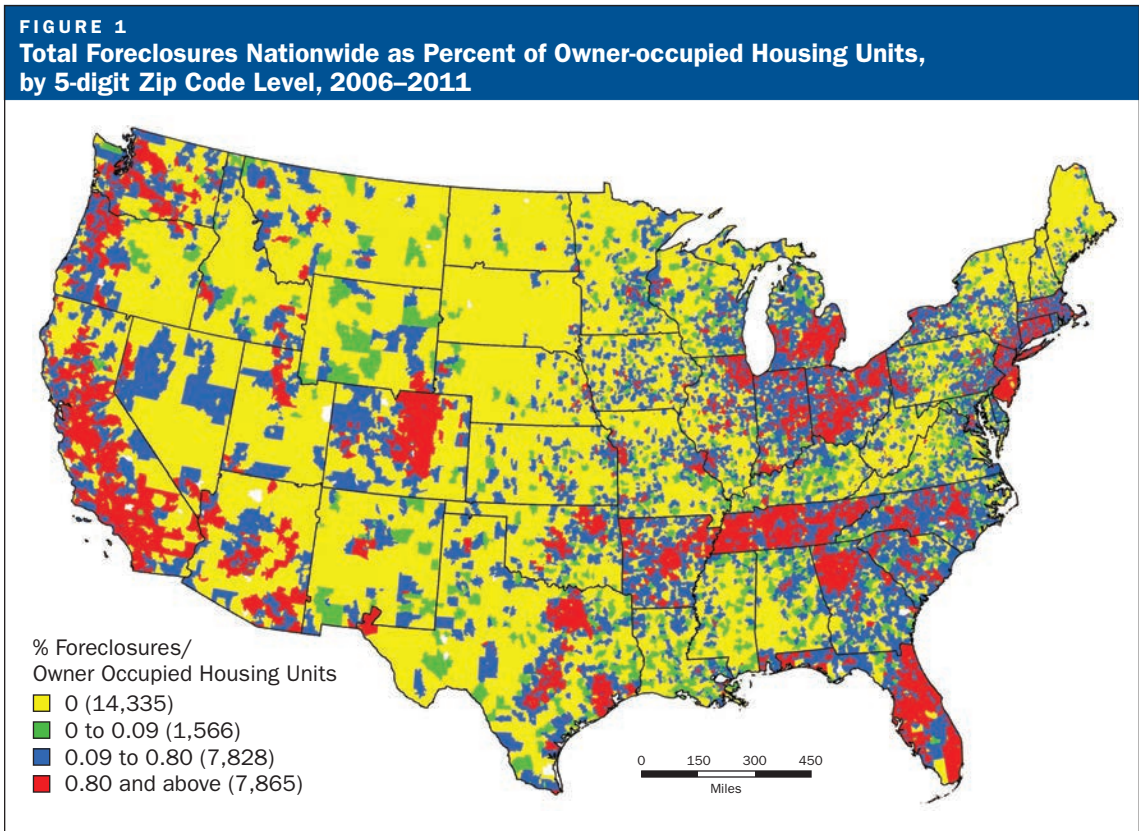 FIGURE 1
Total Foreclosures Nationwide as Percent of Owner-occupied Housing Units,
by 5-digit Zip Code Level, 2006–2011
% Foreclosures/
Owner Occupied Housing Units
0 (14,335)
0 to 0.09 (1,566)
0.09 to 0.80 (7,828)
0.80 and above (7,865)
0 150 300 450
Miles